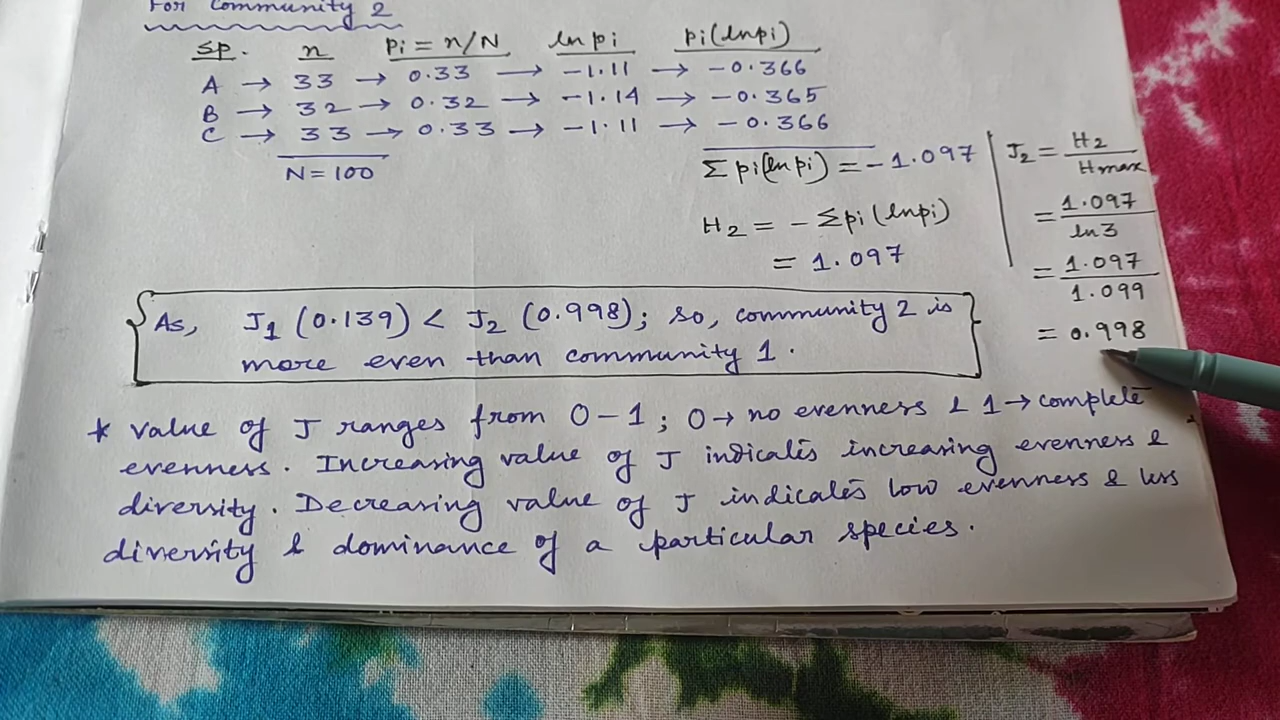 For Community 2
sp. n pi = n/N ln pi pi(ln pi)
A → 33 → 0.33 → -1.11 → -0.366
B → 32 → 0.32 → -1.14 → -0.365
C → 33 → 0.33 → -1.11 → -0.366
N = 100
Σ pi(ln pi) = -1.097
H2 = - Σ pi (ln pi)
= 1.097
J2 = H2 / Hmax
= 1.097 / ln 3
= 1.097 / 1.099
= 0.998
As, J1 (0.139) < J2 (0.998); so, community 2 is
more even than community 1.
* value of J ranges from 0-1; 0→ no evenness & 1→ complete
evenness. Increasing value of J indicates increasing evenness &
diversity. Decreasing value of J indicates low evenness & less
diversity & dominance of a particular species.